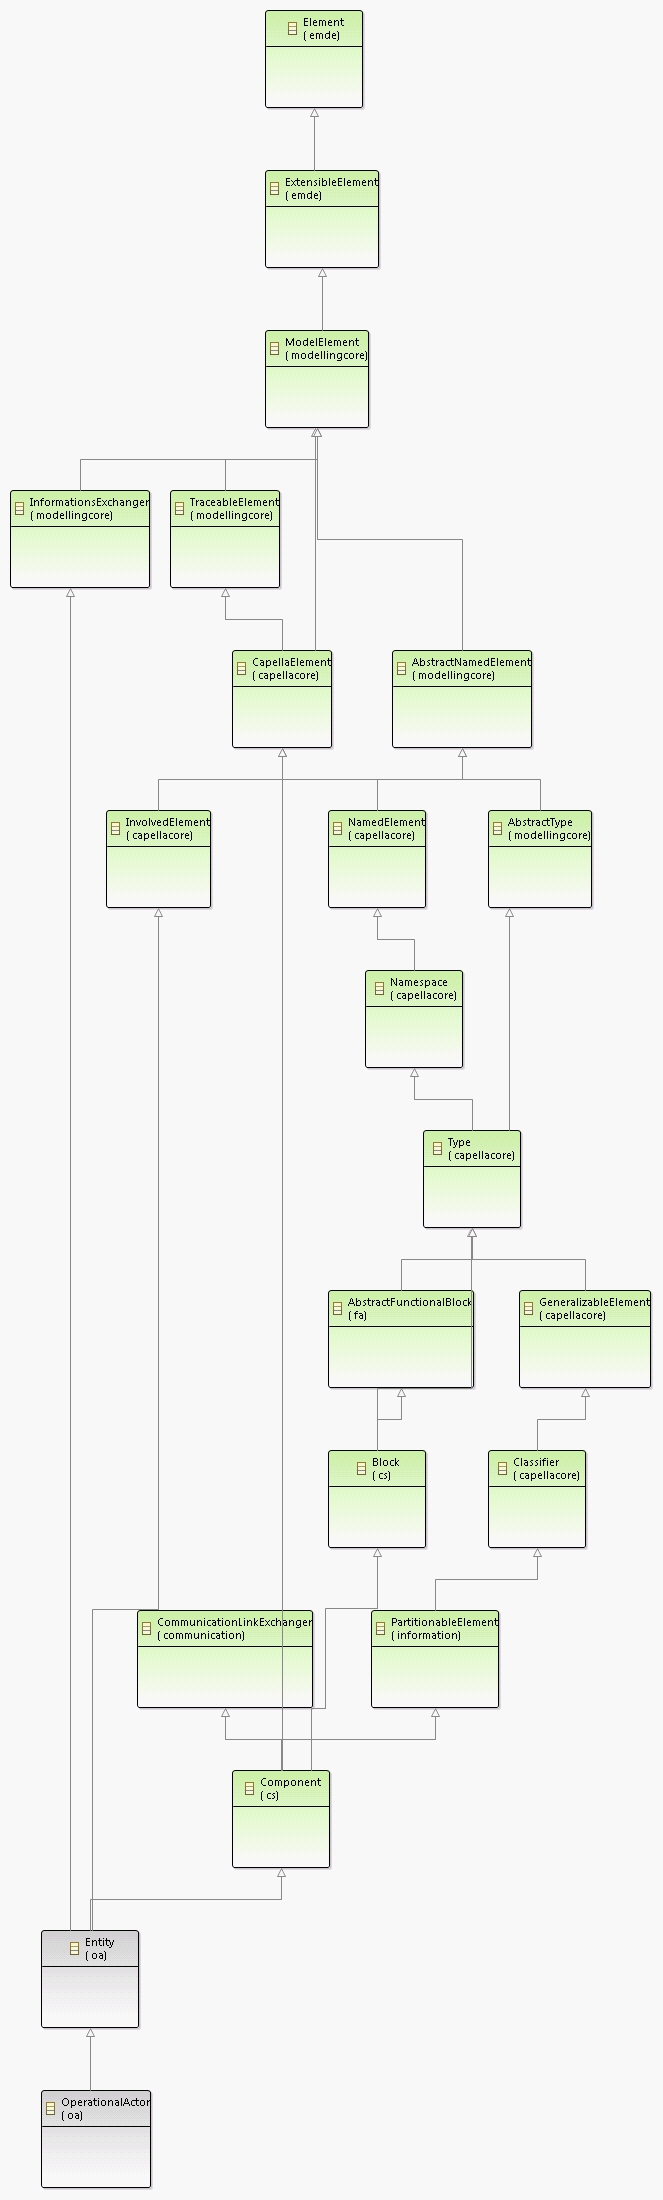 Element
( emde)
ExtensibleElement
( emde)
ModelElement
( modellingcore)
InformationsExchanger
( modellingcore)
TraceableElement
( modellingcore)
CapellaElement
( capellacore)
AbstractNamedElement
( modellingcore)
InvolvedElement
( capellacore)
NamedElement
( capellacore)
AbstractType
( modellingcore)
Namespace
( capellacore)
Type
( capellacore)
AbstractFunctionalBlock
( fa)
GeneralizableElement
( capellacore)
Block
( cs)
Classifier
( capellacore)
CommunicationLinkExchanger
( communication)
PartitionableElement
( information)
Component
( cs)
Entity
( oa)
OperationalActor
( oa)